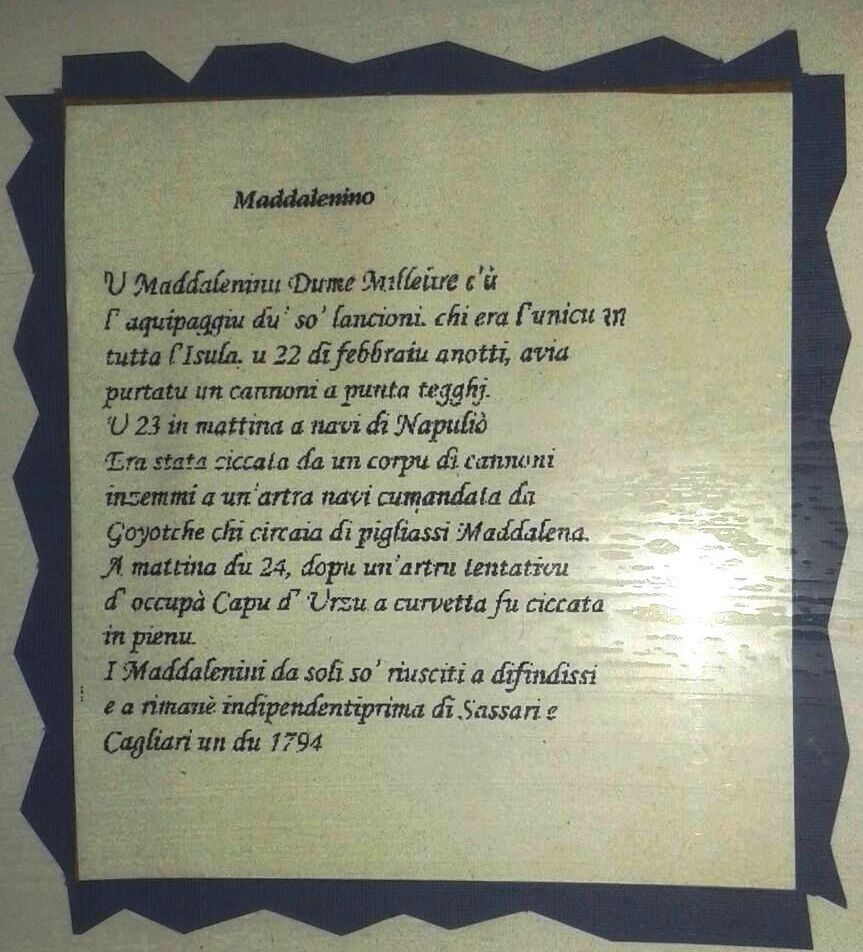 Maddalenino
U Maddaleninu Dume Milleùre c'ù
l' aquipaggiu du' so' lancioni. chi era l'unicu in
tutta l'Isula. u 22 di febbraiu anotti, avia
purtatu un cannoni a punta tegghj.
U 23 in mattina a navi di Napuliò
Era stata ciccata da un corpu di cannoni
inzemmi a un'artra navi cumandata da
Goyotche chi circaia di pigliassi Maddalena.
A mattina du 24, dopu un'artru tentativu
d' occupà Capu d' Urzu a curvetta fu ciccata
in pienu.
I Maddalenini da soli so' riusciti a difindissi
e a rimanè indipendentiprima di Sassari e
Cagliari un du 1794